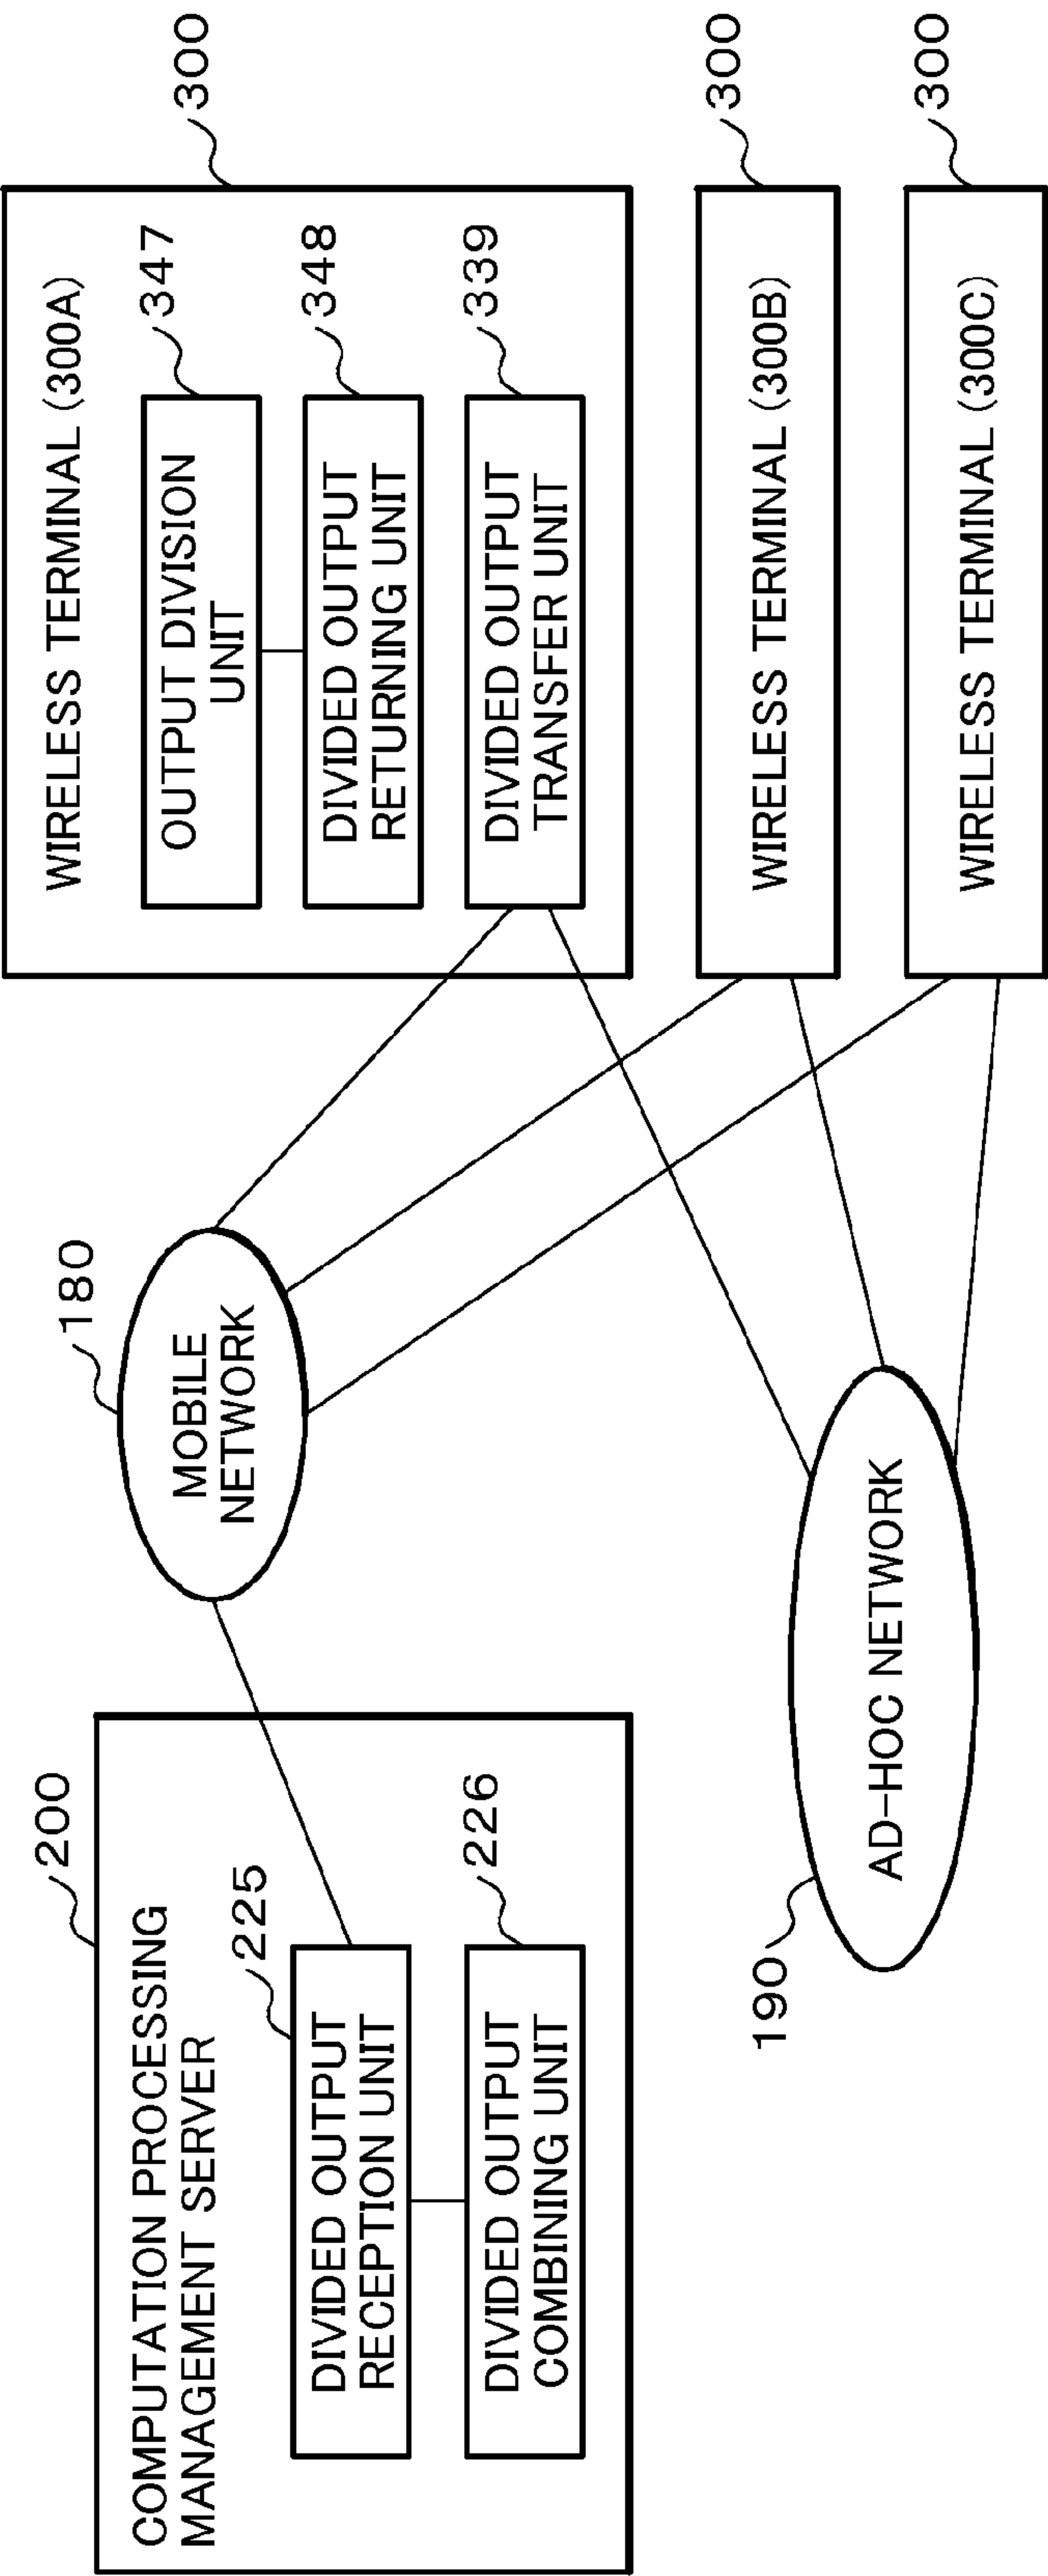 200
COMPUTATION PROCESSING
MANAGEMENT SERVER
225
DIVIDED OUTPUT
RECEPTION UNIT
226
DIVIDED OUTPUT
COMBINING UNIT
180
MOBILE
NETWORK
190
AD-HOC NETWORK
300
WIRELESS TERMINAL (300A)
347
OUTPUT DIVISION
UNIT
348
DIVIDED OUTPUT
RETURNING UNIT
339
DIVIDED OUTPUT
TRANSFER UNIT
300
WIRELESS TERMINAL (300B)
300
WIRELESS TERMINAL (300C)